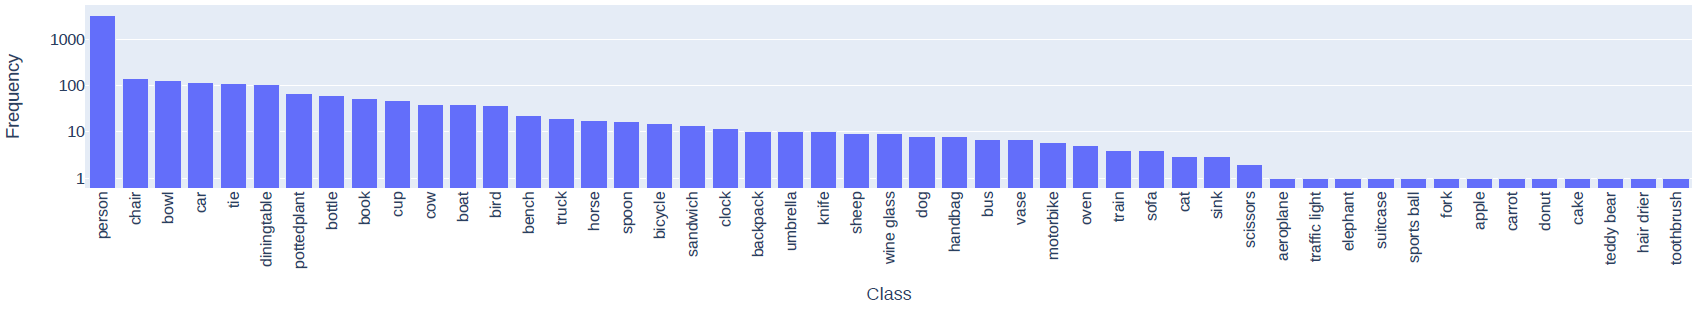 Frequency
1000
100
10
1
person
chair
bowl
car
tie
diningtable
pottedplant
bottle
book
cup
cow
boat
bird
bench
truck
horse
spoon
bicycle
sandwich
clock
backpack
umbrella
knife
sheep
wine glass
dog
handbag
bus
vase
motorbike
oven
train
sofa
cat
sink
scissors
aeroplane
traffic light
elephant
suitcase
sports ball
fork
apple
carrot
donut
cake
teddy bear
hair drier
toothbrush
Class